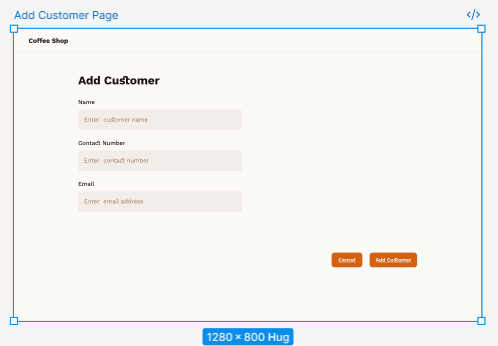 Add Customer Page
</>
Coffee Shop
Add Customer
Name
Enter customer name
Contact Number
Enter contact number
Email
Enter email address
Cancel
Add Customer
1280 × 800 Hug